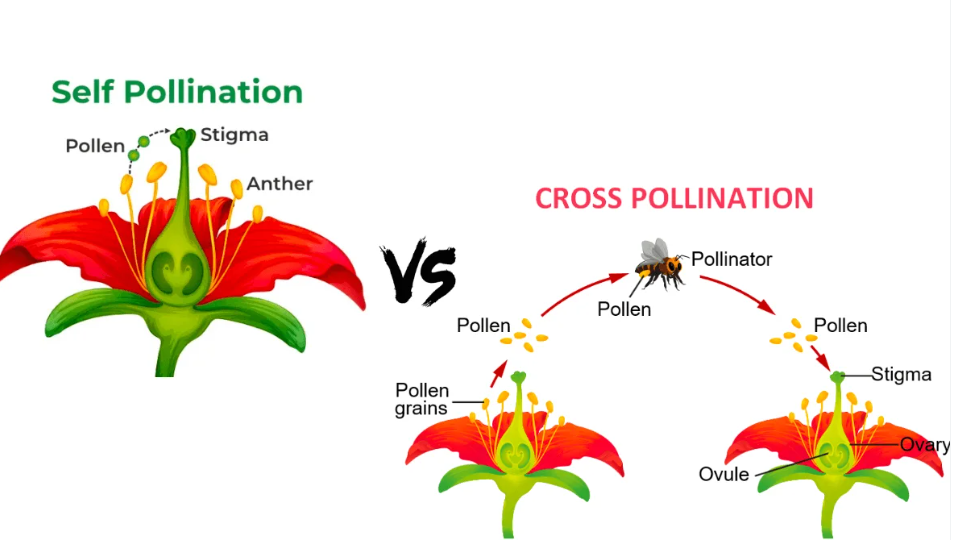 Self Pollination
Pollen
Stigma
Anther
VS
CROSS POLLINATION
Pollinator
Pollen
Pollen
Pollen
Pollen
grains
Stigma
Ovary
Ovule